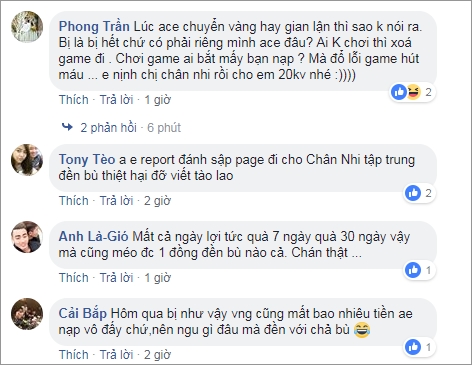 Phong Trần Lúc ace chuyển vàng hay gian lận thì sao k nói ra.
Bị là bị hết chứ có phải riêng mình ace đâu? Ai K chơi thì xoá
game đi . Chơi game ai bắt mấy bạn nạp ? Mà đổ lỗi game hút
máu ... e nịnh chị chân nhi rồi cho em 20kv nhé :))))
Thích · Trả lời · 1 giờ
2
2 phản hồi · 6 phút
Tony Tèo a e report đánh sập page đi cho Chân Nhi tập trung
đền bù thiệt hại đỡ viết tào lao
Thích · Trả lời · 2 giờ
2
Anh Là-Gió Mất cả ngày lợi tức quà 7 ngày quà 30 ngày vậy
mà cũng méo đc 1 đồng đền bù nào cả. Chán thật ...
Thích · Trả lời · 1 giờ
1
Cải Bắp Hôm qua bị như vậy vng cũng mất bao nhiêu tiền ae
nạp vô đấy chứ,nên ngu gì đâu mà đền với chả bù 😂
Thích · Trả lời · 2 giờ
1